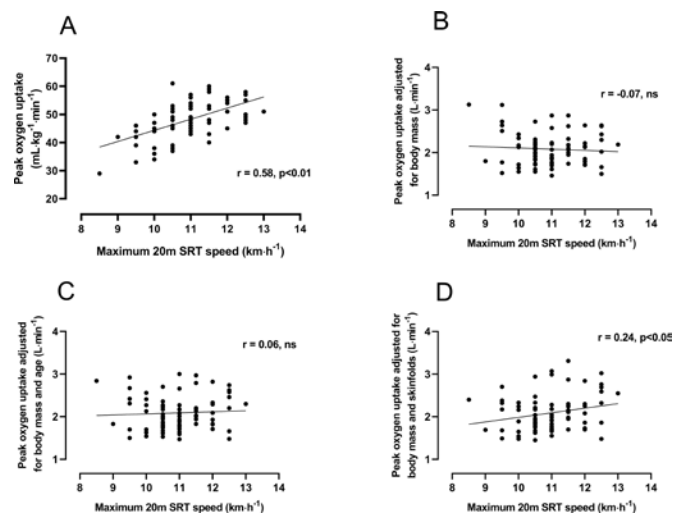 A
Peak oxygen uptake
(mL·kg⁻¹·min⁻¹)
70
60
50
40
30
20
r = 0.58, p<0.01
8 9 10 11 12 13 14
Maximum 20m SRT speed (km·h⁻¹)
B
Peak oxygen uptake adjusted
for body mass (L·min⁻¹)
4
3
2
1
r = -0.07, ns
8 9 10 11 12 13 14
Maximum 20m SRT speed (km·h⁻¹)
C
Peak oxygen uptake adjusted
for body mass and age (L·min⁻¹)
4
3
2
1
r = 0.06, ns
8 9 10 11 12 13 14
Maximum 20m SRT speed (km·h⁻¹)
D
Peak oxygen uptake adjusted for
body mass and skinfolds (L·min⁻¹)
4
3
2
1
r = 0.24, p<0.05
8 9 10 11 12 13 14
Maximum 20m SRT speed (km·h⁻¹)